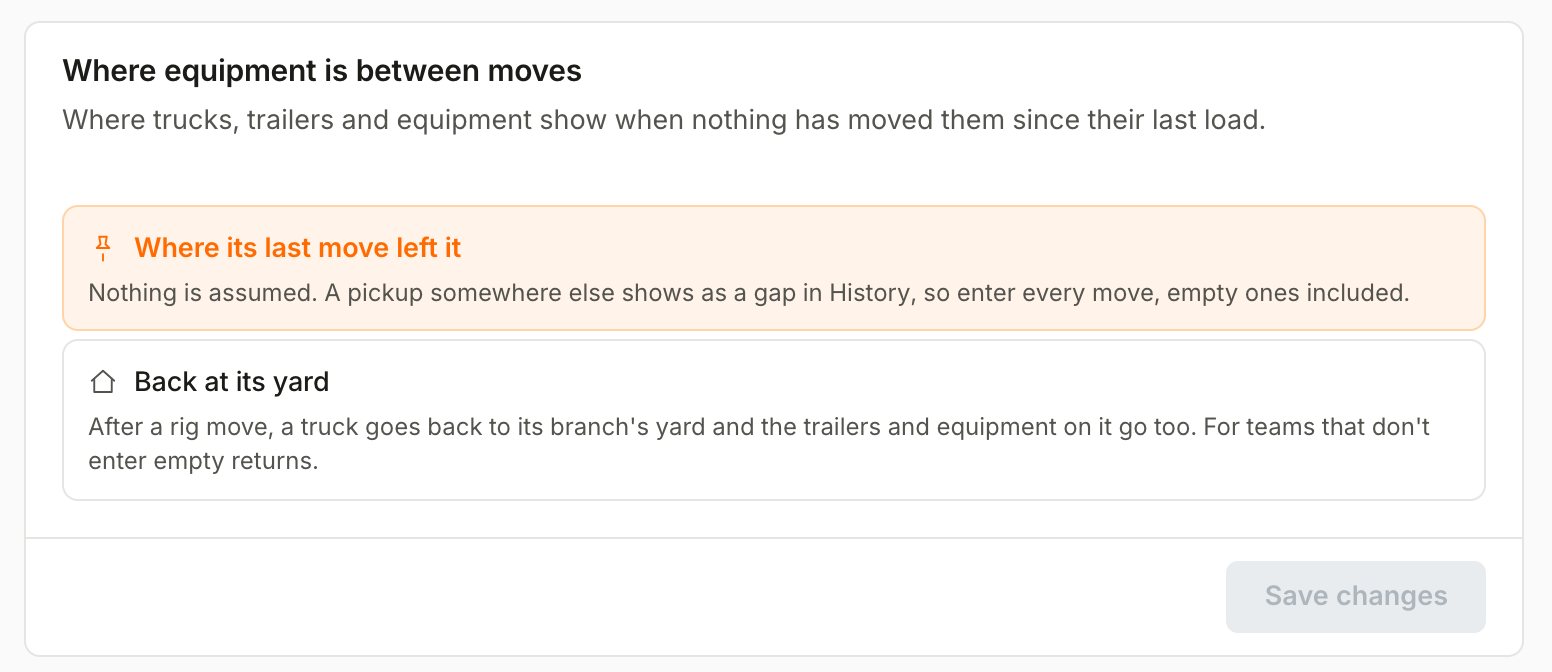 Where equipment is between moves
Where trucks, trailers and equipment show when nothing has moved them since their last load.
Where its last move left it
Nothing is assumed. A pickup somewhere else shows as a gap in History, so enter every move, empty ones included.
Back at its yard
After a rig move, a truck goes back to its branch's yard and the trailers and equipment on it go too. For teams that don't
enter empty returns.
Save changes